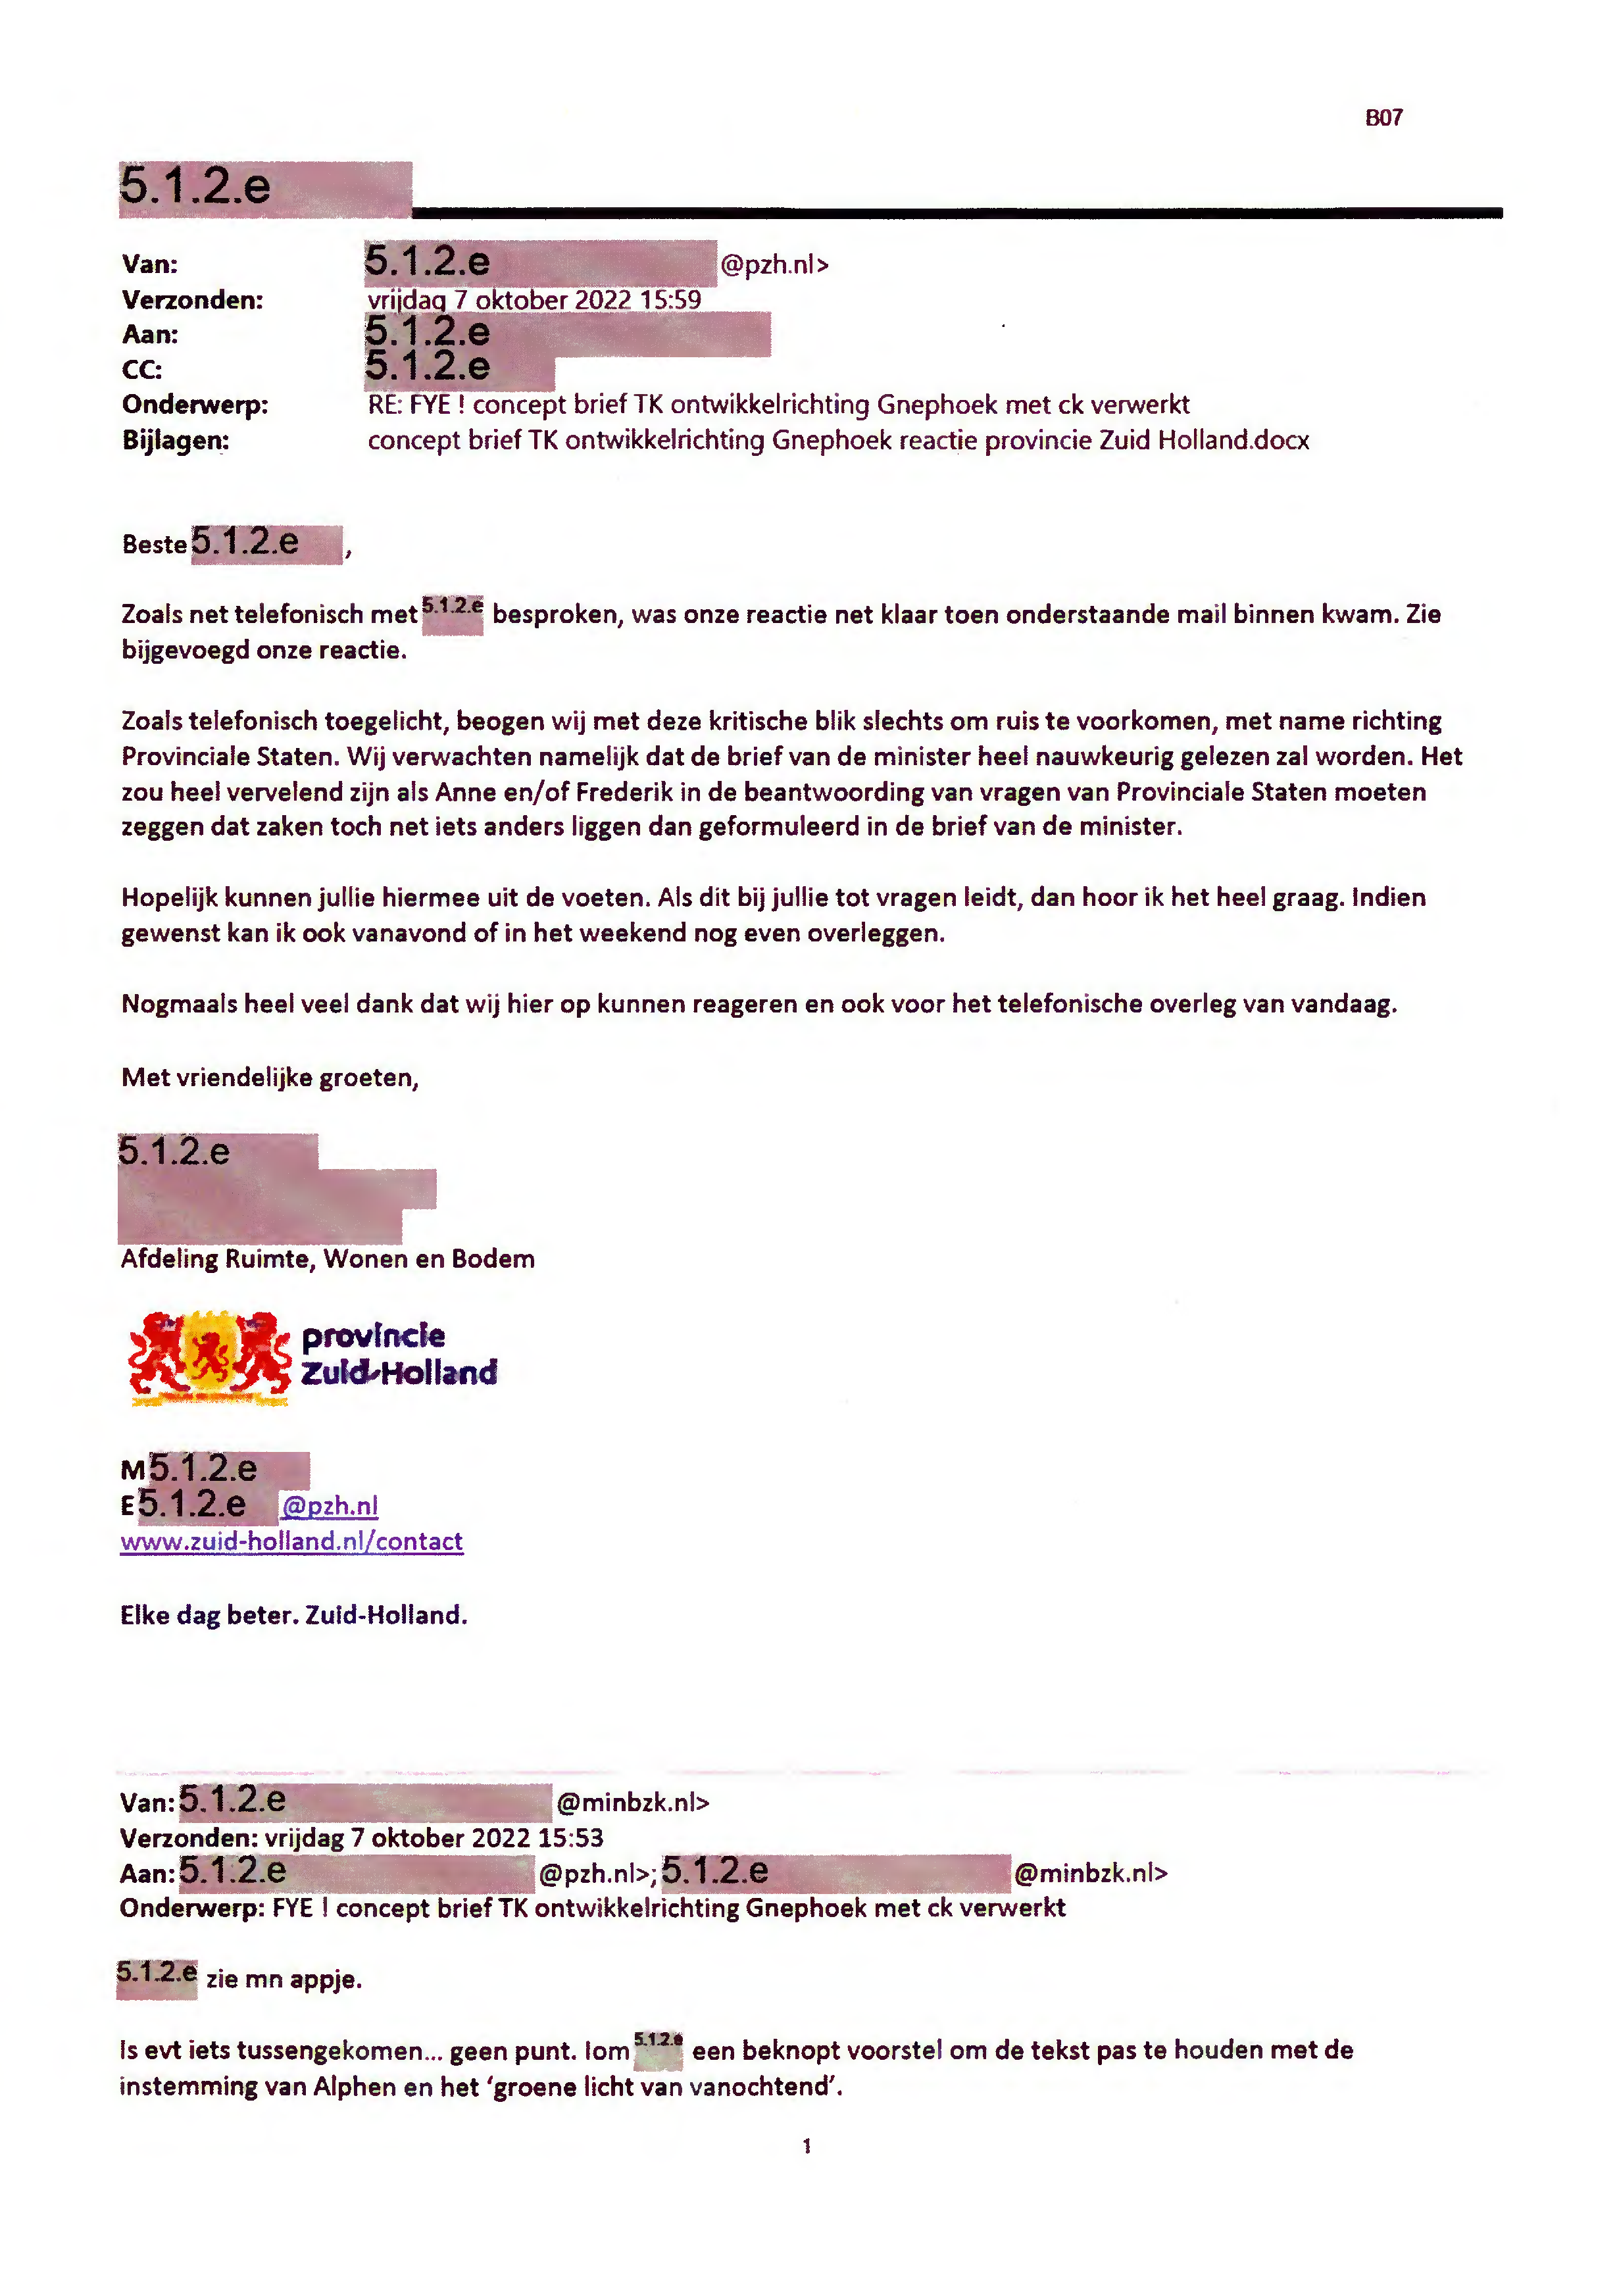 B07
5.1.2.e
Van: 5.1.2.e @pzh.nl>
Verzonden: vrijdag 7 oktober 2022 15:59
Aan: 5.1.2.e
CC: 5.1.2.e
Onderwerp: RE: FYE ! concept brief TK ontwikkelrichting Gnephoek met ck verwerkt
Bijlagen: concept brief TK ontwikkelrichting Gnephoek reactie provincie Zuid Holland.docx
Beste 5.1.2.e ,
Zoals net telefonisch met 5.1.2.e besproken, was onze reactie net klaar toen onderstaande mail binnen kwam. Zie
bijgevoegd onze reactie.
Zoals telefonisch toegelicht, beogen wij met deze kritische blik slechts om ruis te voorkomen, met name richting
Provinciale Staten. Wij verwachten namelijk dat de brief van de minister heel nauwkeurig gelezen zal worden. Het
zou heel vervelend zijn als Anne en/of Frederik in de beantwoording van vragen van Provinciale Staten moeten
zeggen dat zaken toch net iets anders liggen dan geformuleerd in de brief van de minister.
Hopelijk kunnen jullie hiermee uit de voeten. Als dit bij jullie tot vragen leidt, dan hoor ik het heel graag. Indien
gewenst kan ik ook vanavond of in het weekend nog even overleggen.
Nogmaals heel veel dank dat wij hier op kunnen reageren en ook voor het telefonische overleg van vandaag.
Met vriendelijke groeten,
5.1.2.e
Afdeling Ruimte, Wonen en Bodem
provincie
Zuid-Holland
M 5.1.2.e
E 5.1.2.e @pzh.nl
www.zuid-holland.nl/contact
Elke dag beter. Zuid-Holland.
Van: 5.1.2.e @minbzk.nl>
Verzonden: vrijdag 7 oktober 2022 15:53
Aan: 5.1.2.e @pzh.nl>; 5.1.2.e @minbzk.nl>
Onderwerp: FYE ! concept brief TK ontwikkelrichting Gnephoek met ck verwerkt
5.1.2.e zie mn appje.
Is evt iets tussengekomen... geen punt. Iom 5.1.2.e een beknopt voorstel om de tekst pas te houden met de
instemming van Alphen en het 'groene licht van vanochtend'.
1